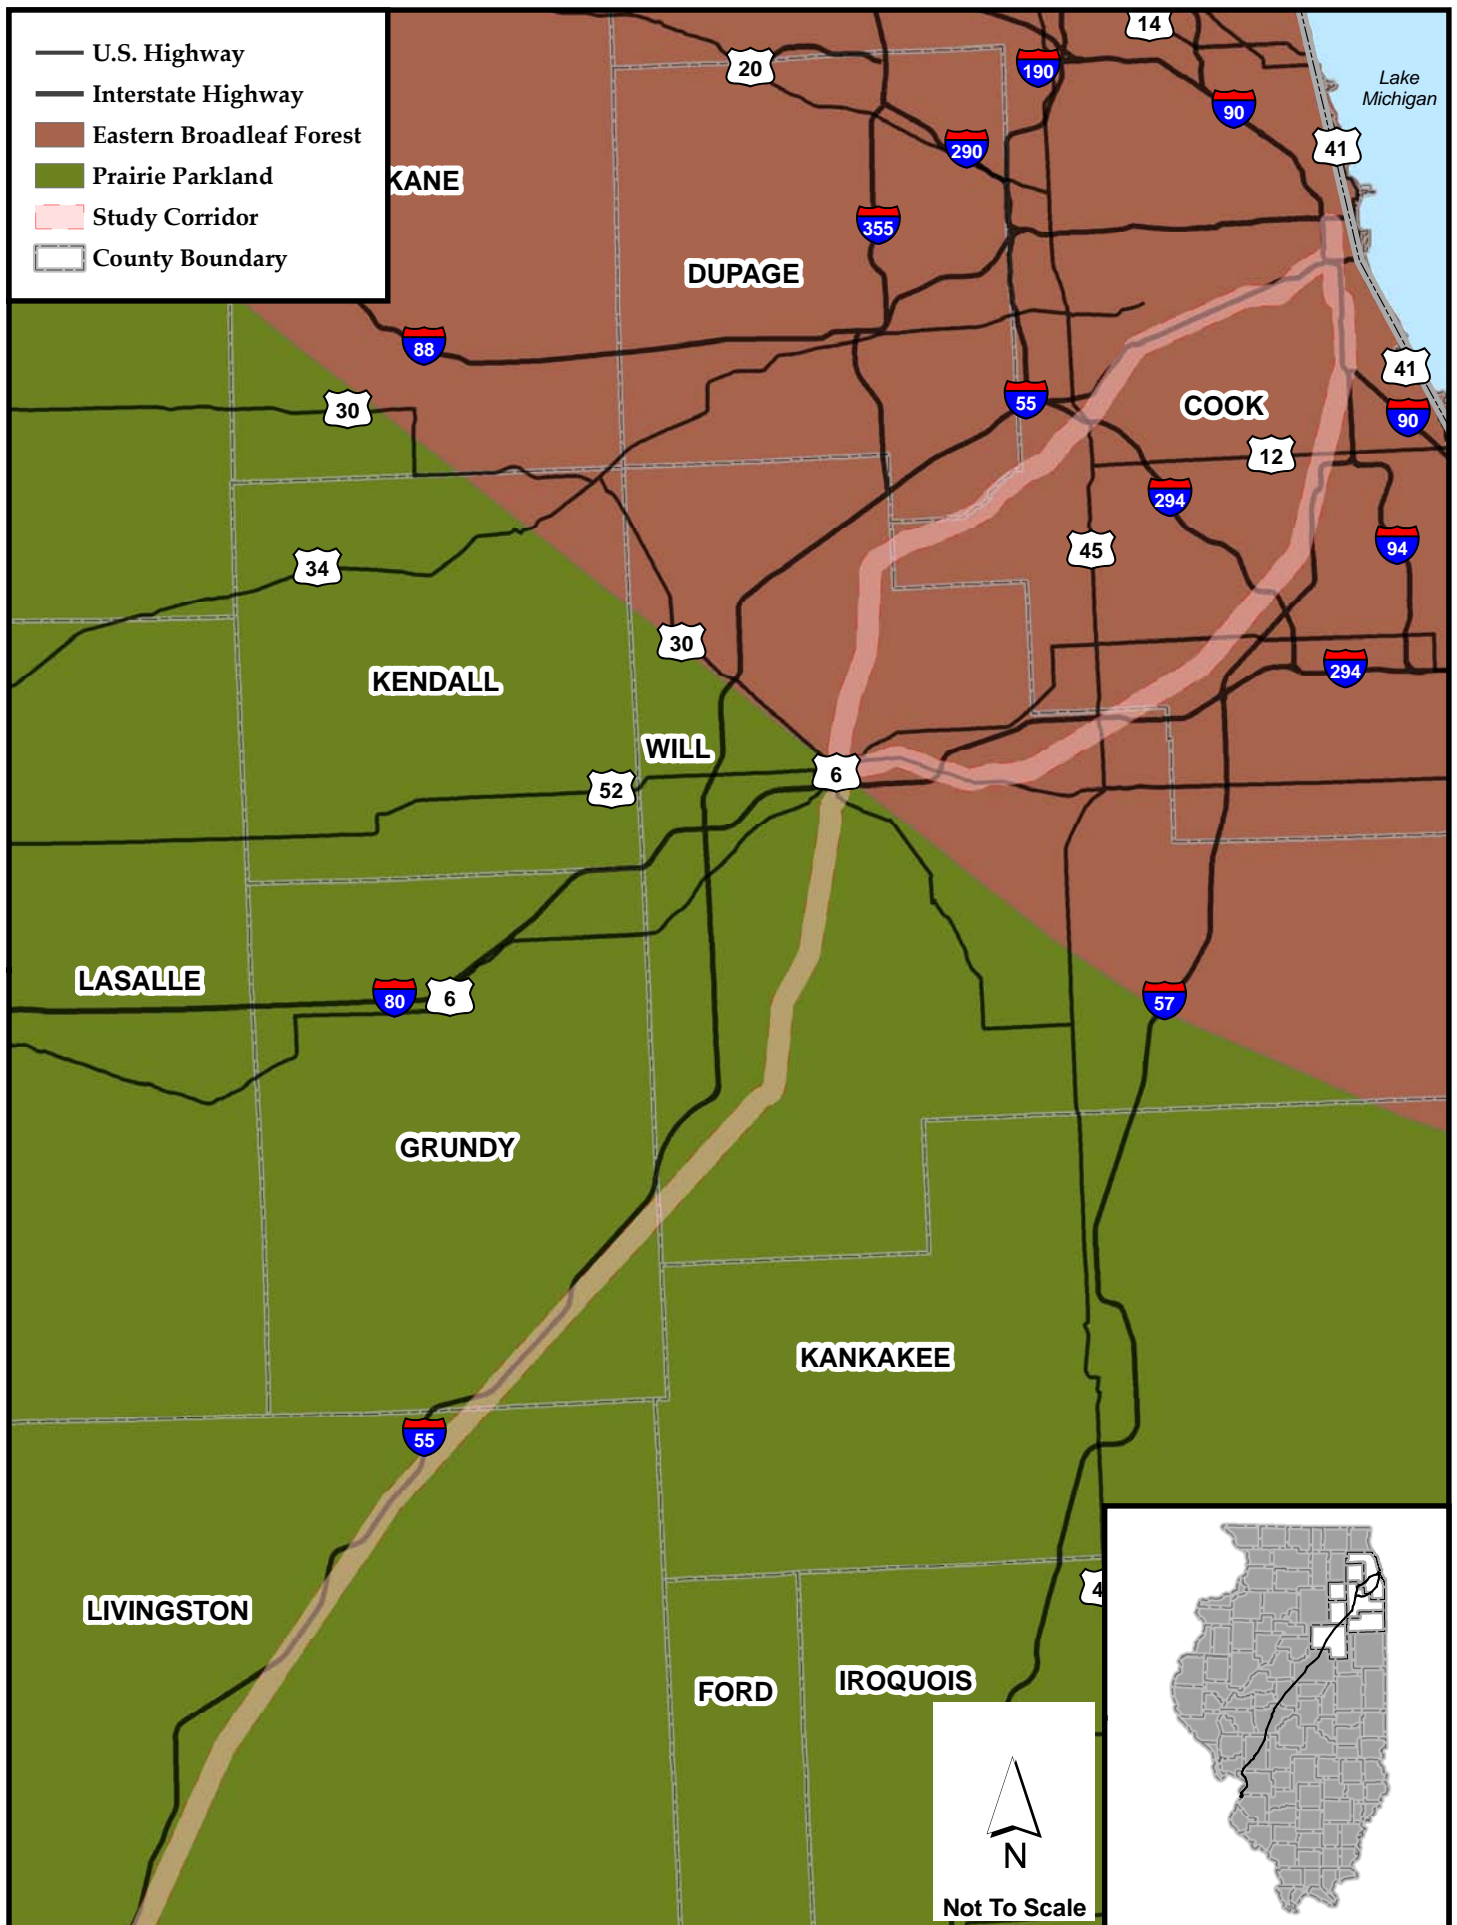 U.S. Highway
Interstate Highway
Eastern Broadleaf Forest
Prairie Parkland
Study Corridor
County Boundary
14
20
190
Lake
Michigan
90
41
290
KANE
355
DUPAGE
88
41
30
55
COOK
90
12
294
45
94
34
30
294
KENDALL
WILL
6
52
LASALLE
80
6
57
GRUNDY
KANKAKEE
55
4
LIVINGSTON
FORD
IROQUOIS
N
Not To Scale